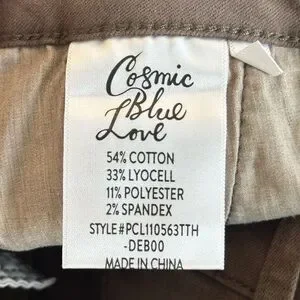 Cosmic
Blue
Love
54% COTTON
33% LYOCELL
11% POLYESTER
2% SPANDEX
STYLE#PCL110563TTH
-DEB00
MADE IN CHINA